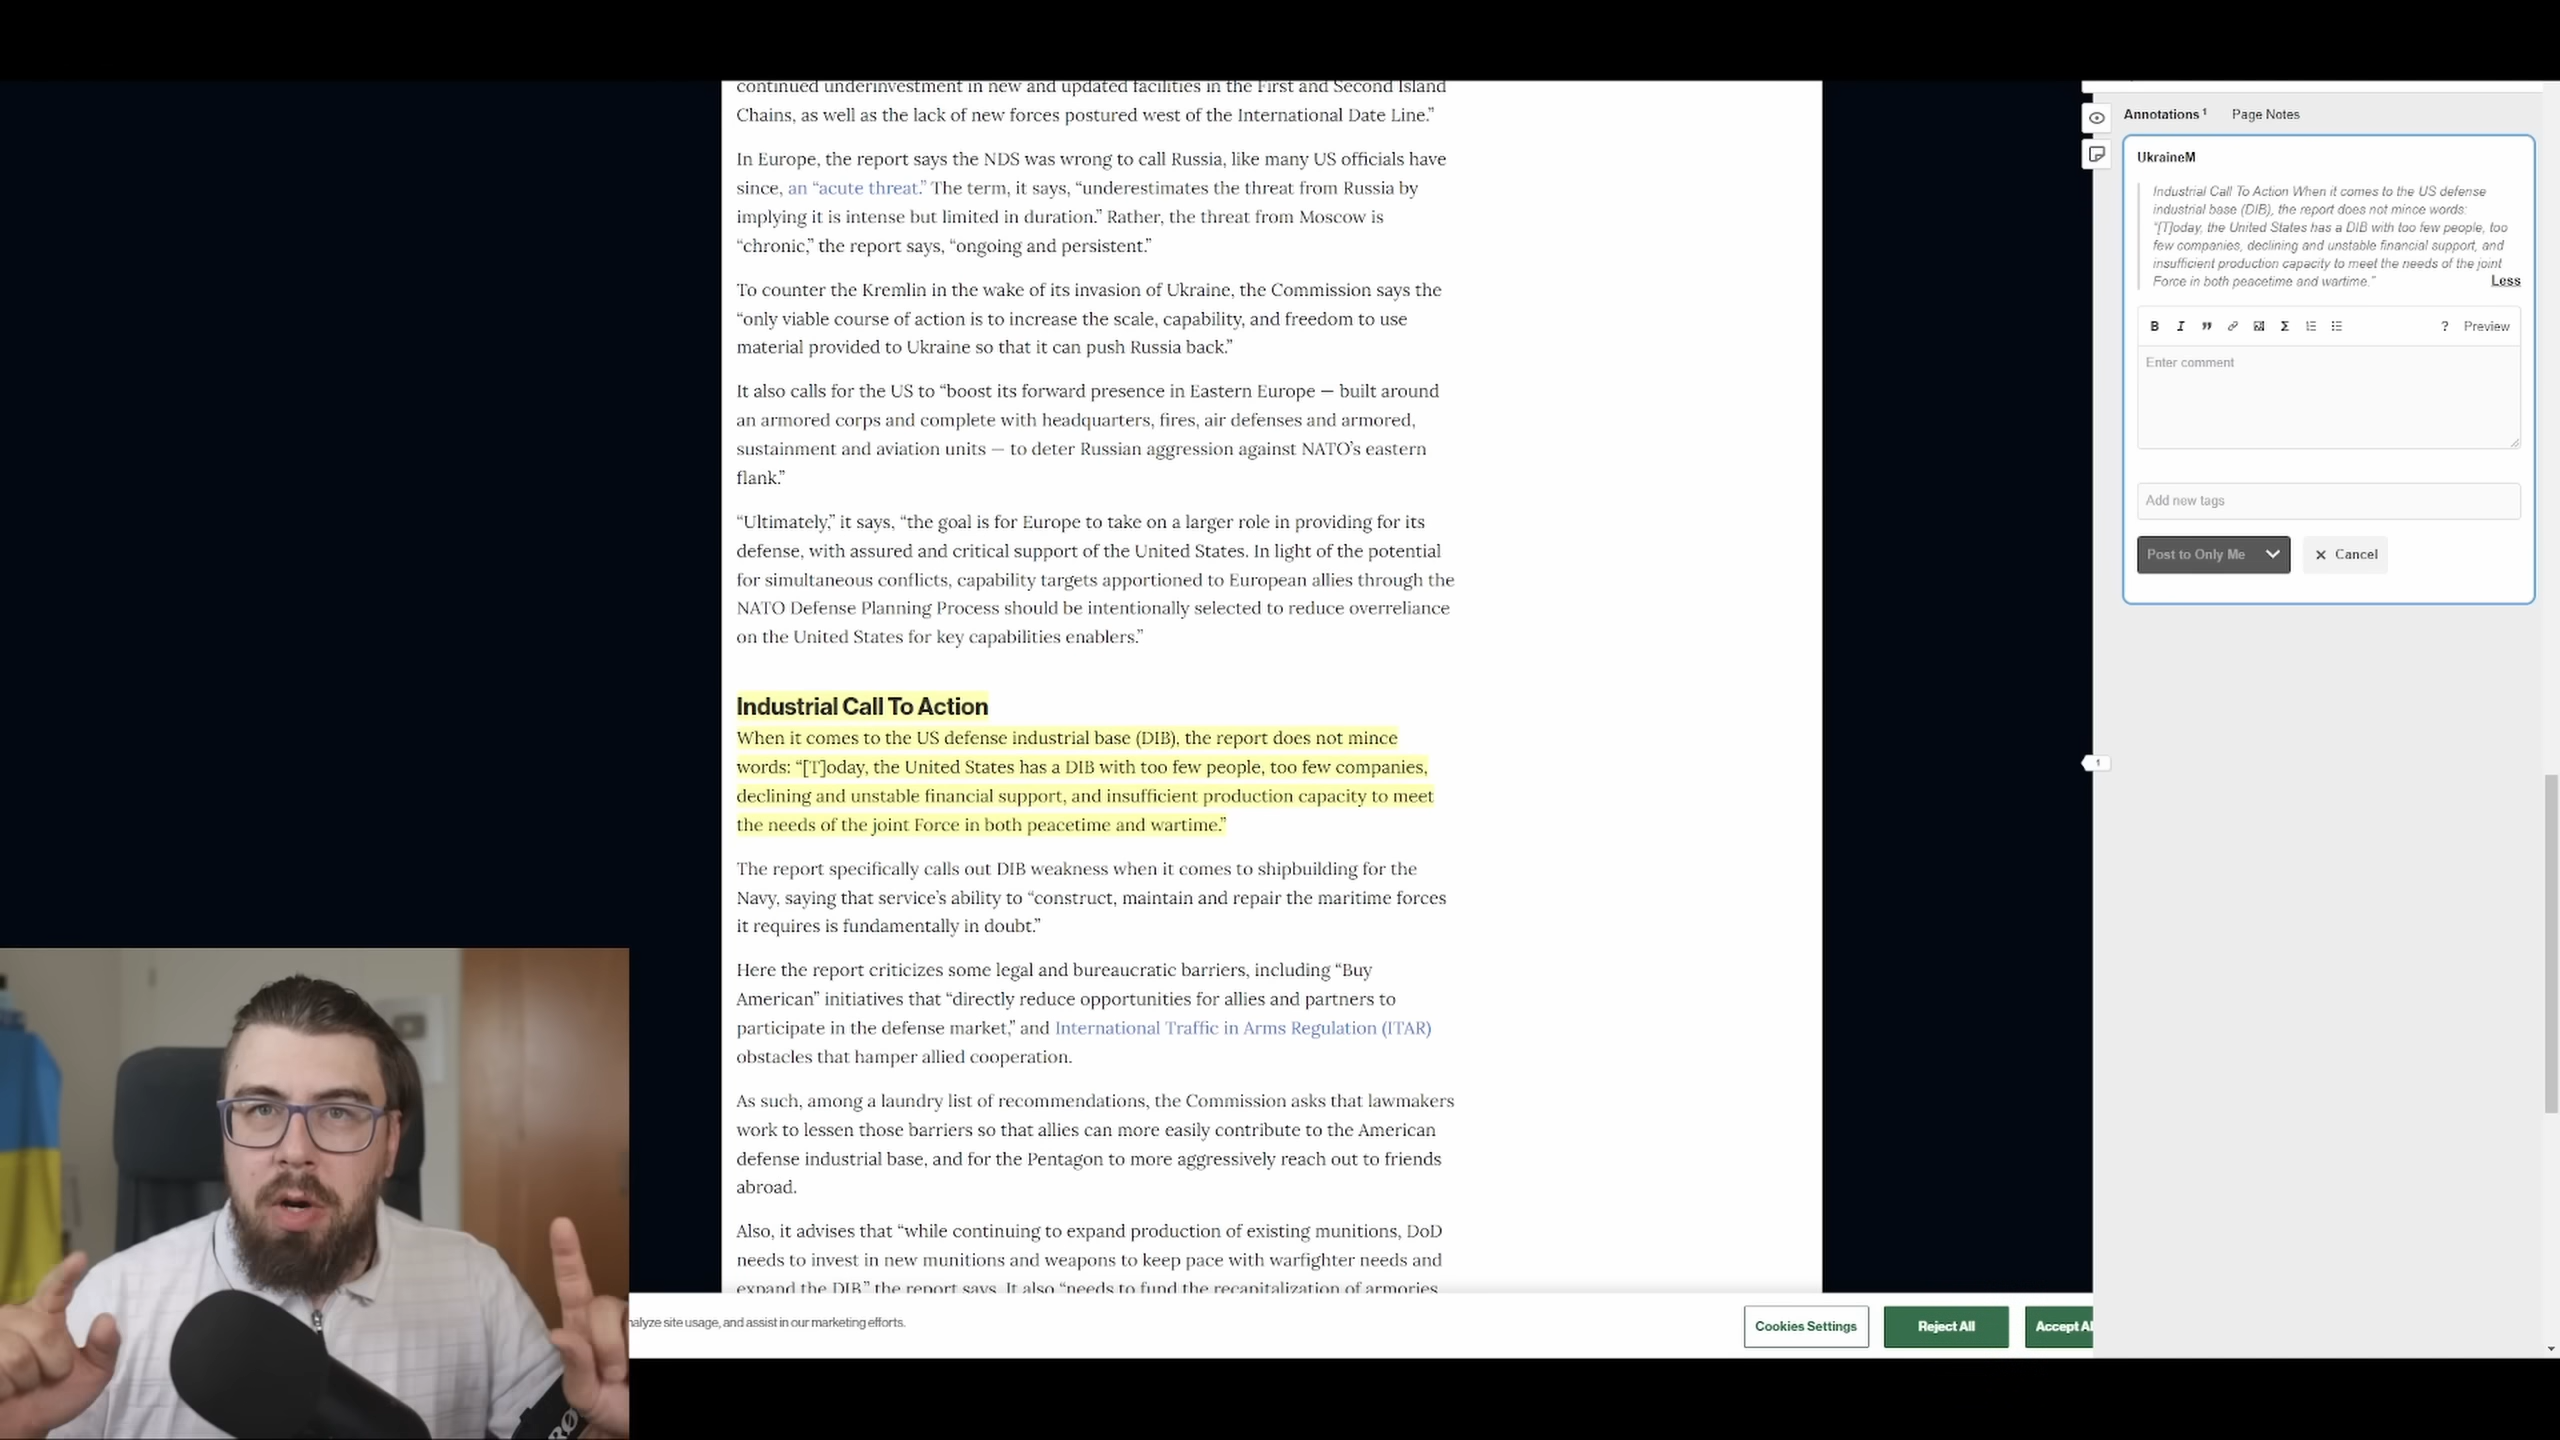 continued underinvestment in new and updated facilities in the First and Second Island
Chains, as well as the lack of new forces postured west of the International Date Line.”
In Europe, the report says the NDS was wrong to call Russia, like many US officials have
since, an “acute threat.” The term, it says, “underestimates the threat from Russia by
implying it is intense but limited in duration.” Rather, the threat from Moscow is
“chronic,” the report says, “ongoing and persistent.”
To counter the Kremlin in the wake of its invasion of Ukraine, the Commission says the
“only viable course of action is to increase the scale, capability, and freedom to use
material provided to Ukraine so that it can push Russia back.”
It also calls for the US to “boost its forward presence in Eastern Europe — built around
an armored corps and complete with headquarters, fires, air defenses and armored,
sustainment and aviation units — to deter Russian aggression against NATO’s eastern
flank.”
“Ultimately,” it says, “the goal is for Europe to take on a larger role in providing for its
defense, with assured and critical support of the United States. In light of the potential
for simultaneous conflicts, capability targets apportioned to European allies through the
NATO Defense Planning Process should be intentionally selected to reduce overreliance
on the United States for key capabilities enablers.”
Industrial Call To Action
When it comes to the US defense industrial base (DIB), the report does not mince
words: “[T]oday, the United States has a DIB with too few people, too few companies,
declining and unstable financial support, and insufficient production capacity to meet
the needs of the joint Force in both peacetime and wartime.”
The report specifically calls out DIB weakness when it comes to shipbuilding for the
Navy, saying that service’s ability to “construct, maintain and repair the maritime forces
it requires is fundamentally in doubt.”
Here the report criticizes some legal and bureaucratic barriers, including “Buy
American” initiatives that “directly reduce opportunities for allies and partners to
participate in the defense market,” and International Traffic in Arms Regulation (ITAR)
obstacles that hamper allied cooperation.
As such, among a laundry list of recommendations, the Commission asks that lawmakers
work to lessen those barriers so that allies can more easily contribute to the American
defense industrial base, and for the Pentagon to more aggressively reach out to friends
abroad.
Also, it advises that “while continuing to expand production of existing munitions, DoD
needs to invest in new munitions and weapons to keep pace with warfighter needs and
expand the DIB,” the report says. It also “needs to fund the recapitalization of armories,
nalyze site usage, and assist in our marketing efforts.
Cookies Settings
Reject All
Accept Al
Annotations 1 Page Notes
UkraineM
Industrial Call To Action When it comes to the US defense
industrial base (DIB), the report does not mince words:
“[T]oday, the United States has a DIB with too few people, too
few companies, declining and unstable financial support, and
insufficient production capacity to meet the needs of the joint
Force in both peacetime and wartime.”
Less
B I ? Preview
Enter comment
Add new tags
Post to Only Me
Cancel
1